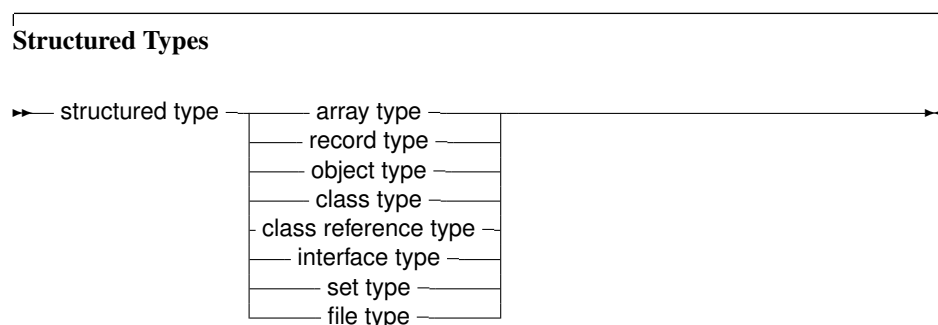 Structured Types
structured type array type
record type
object type
class type
class reference type
interface type
set type
file type